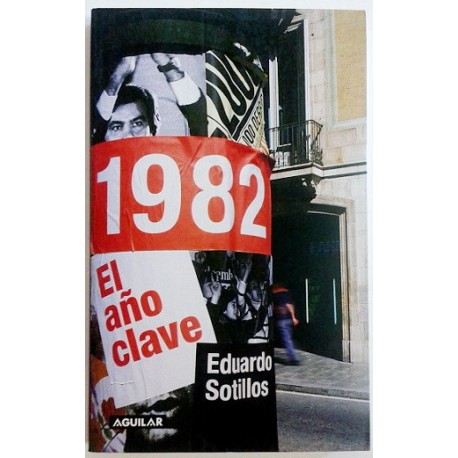 1982
El
año
clave
Eduardo
Sotillos
AGUILAR